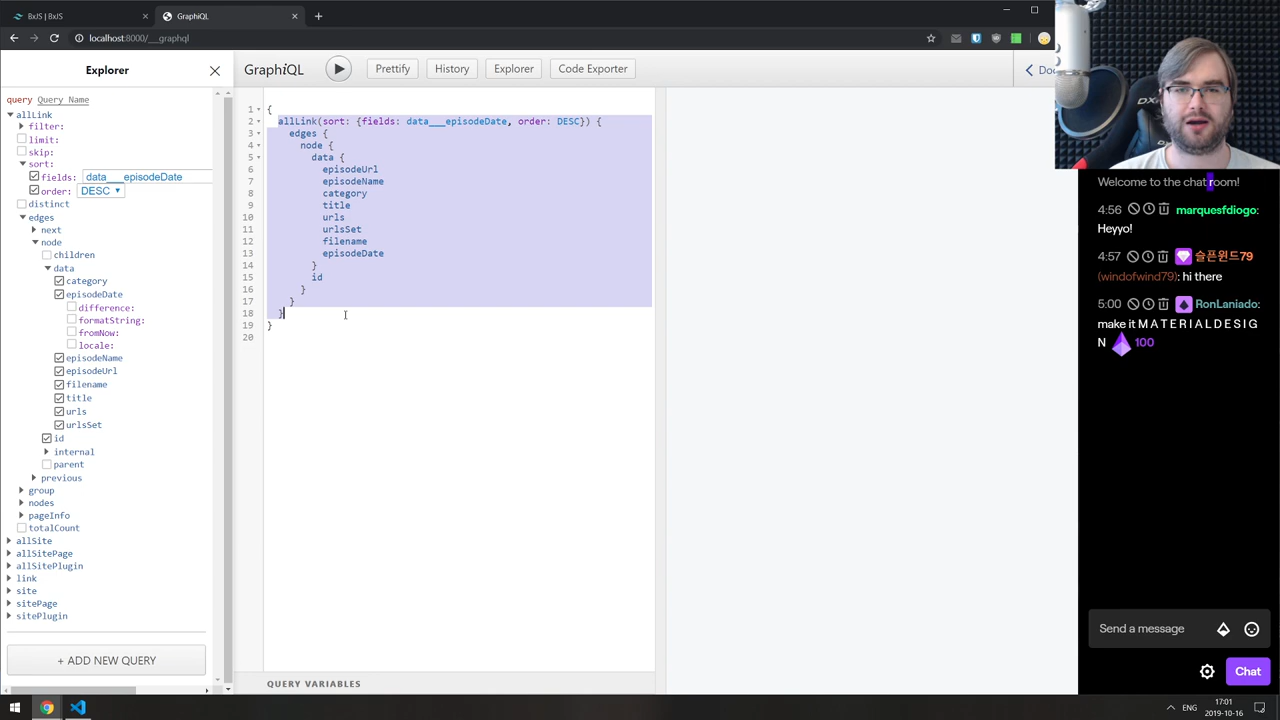 BxJS | BxJS
GraphiQL
localhost:8000/___graphql
Explorer
query Query Name
allLink
filter:
limit:
skip:
sort:
fields: data___episodeDate
order: DESC
distinct
edges
next
node
children
data
category
episodeDate
difference:
formatString:
fromNow:
locale:
episodeName
episodeUrl
filename
title
urls
urlsSet
id
internal
parent
previous
group
nodes
pageInfo
totalCount
allSite
allSitePage
allSitePlugin
link
site
sitePage
sitePlugin
+ ADD NEW QUERY
GraphiQL
Prettify
History
Explorer
Code Exporter
Do
1 {
2 allLink(sort: {fields: data___episodeDate, order: DESC}) {
3 edges {
4 node {
5 data {
6 episodeUrl
7 episodeName
8 category
9 title
10 urls
11 urlsSet
12 filename
13 episodeDate
14 }
15 id
16 }
17 }
18 }
19 }
20
QUERY VARIABLES
Welcome to the chat room!
4:56 marquesfdiogo:
Heyyo!
4:57 슬픈윈드79
(windofwind79): hi there
5:00 RonLaniado:
make it M A T E R I A L D E S I G
N 100
Send a message
Chat
ENG
17:01
2019-10-16